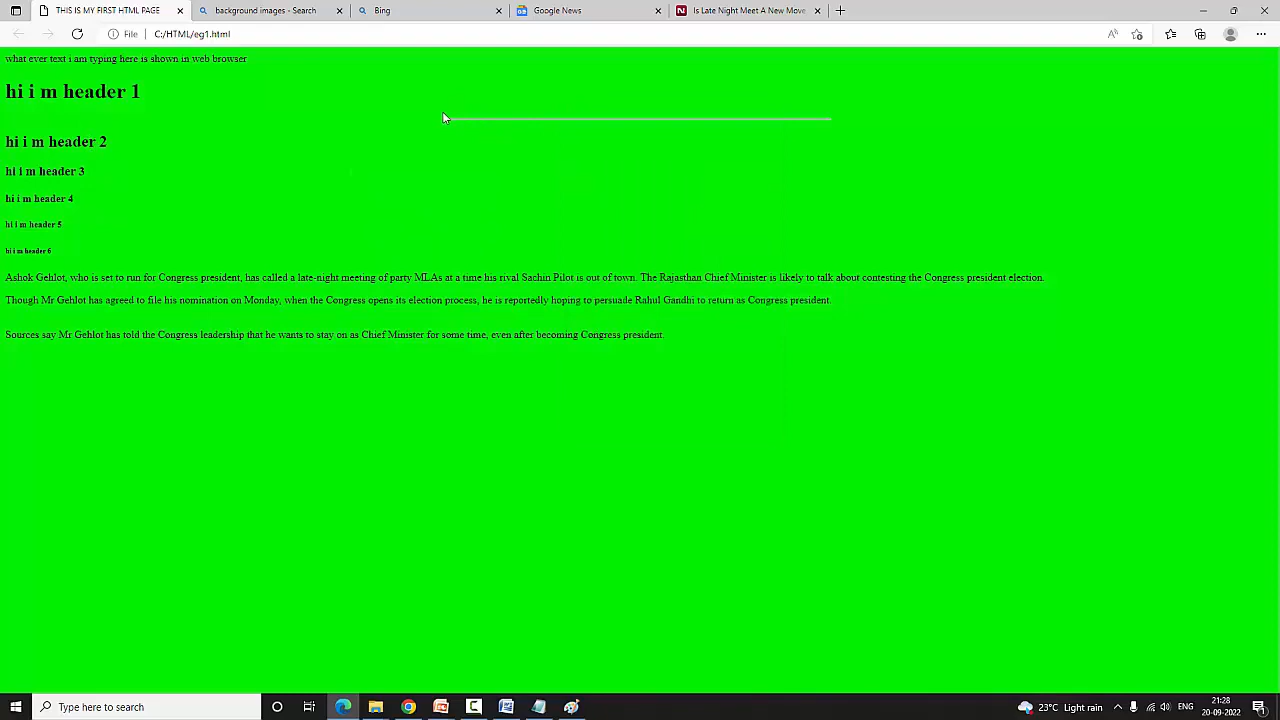 THIS IS MY FIRST HTML PAGE
background images - Search
Bing
Google News
Is Late Night Meet A New Move
File
C:/HTML/eg1.html
what ever text i am typing here is shown in web browser
hi i m header 1
hi i m header 2
hi i m header 3
hi i m header 4
hi i m header 5
hi i m header 6
Ashok Gehlot, who is set to run for Congress president, has called a late-night meeting of party MLAs at a time his rival Sachin Pilot is out of town. The Rajasthan Chief Minister is likely to talk about contesting the Congress president election.
Though Mr Gehlot has agreed to file his nomination on Monday, when the Congress opens its election process, he is reportedly hoping to persuade Rahul Gandhi to return as Congress president.
Sources say Mr Gehlot has told the Congress leadership that he wants to stay on as Chief Minister for some time, even after becoming Congress president.
Type here to search
23°C Light rain
ENG
21:28
20-09-2022